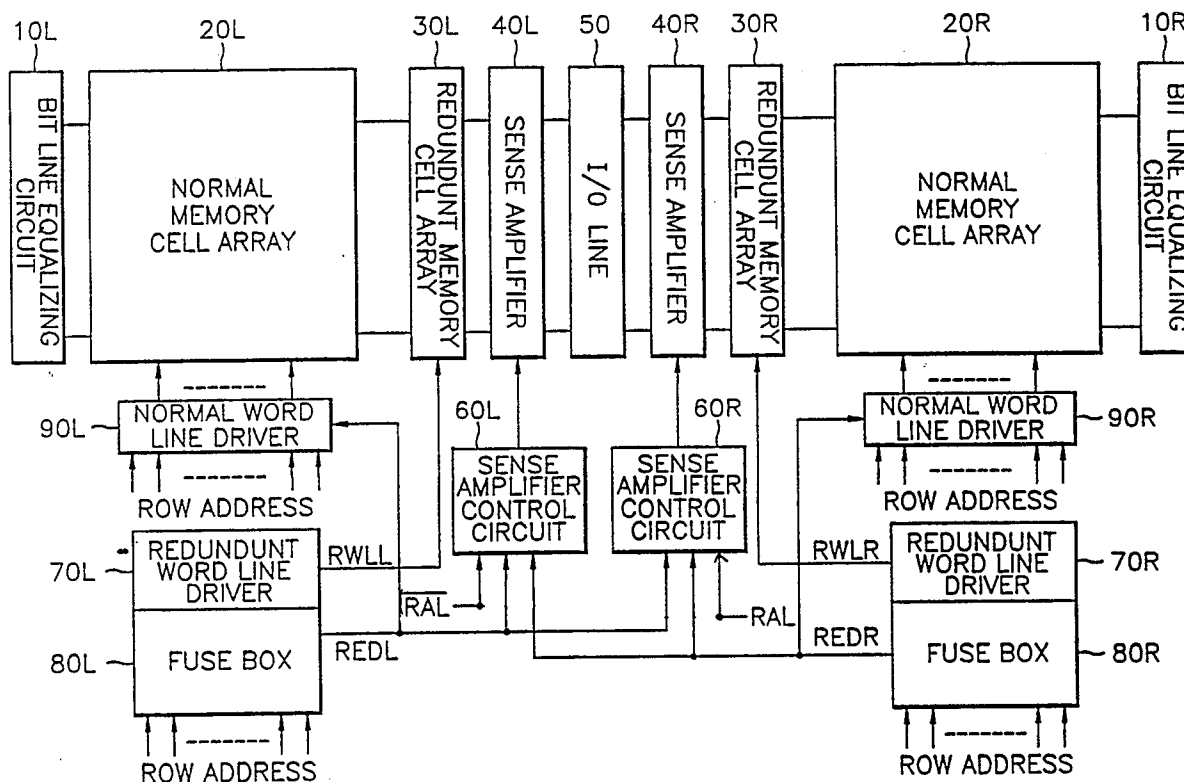 10L 20L 30L 40L 50 40R 30R 20R 10R
BIT LINE EQUALIZING
CIRCUIT
NORMAL
MEMORY
CELL ARRAY
REDUNDUNT MEMORY
CELL ARRAY
SENSE AMPLIFIER
I/O LINE
SENSE AMPLIFIER
REDUNDUNT MEMORY
CELL ARRAY
NORMAL
MEMORY
CELL ARRAY
BIT LINE EQUALIZING
CIRCUIT
90L
NORMAL WORD
LINE DRIVER
ROW ADDRESS
60L
SENSE
AMPLIFIER
CONTROL
CIRCUIT
60R
SENSE
AMPLIFIER
CONTROL
CIRCUIT
NORMAL WORD
LINE DRIVER
90R
ROW ADDRESS
70L
REDUNDUNT
WORD LINE
DRIVER
RWLL
R̅A̅L̅
RAL
RWLR
REDUNDUNT
WORD LINE
DRIVER
70R
80L
FUSE BOX
REDL
REDR
FUSE BOX
80R
ROW ADDRESS
ROW ADDRESS